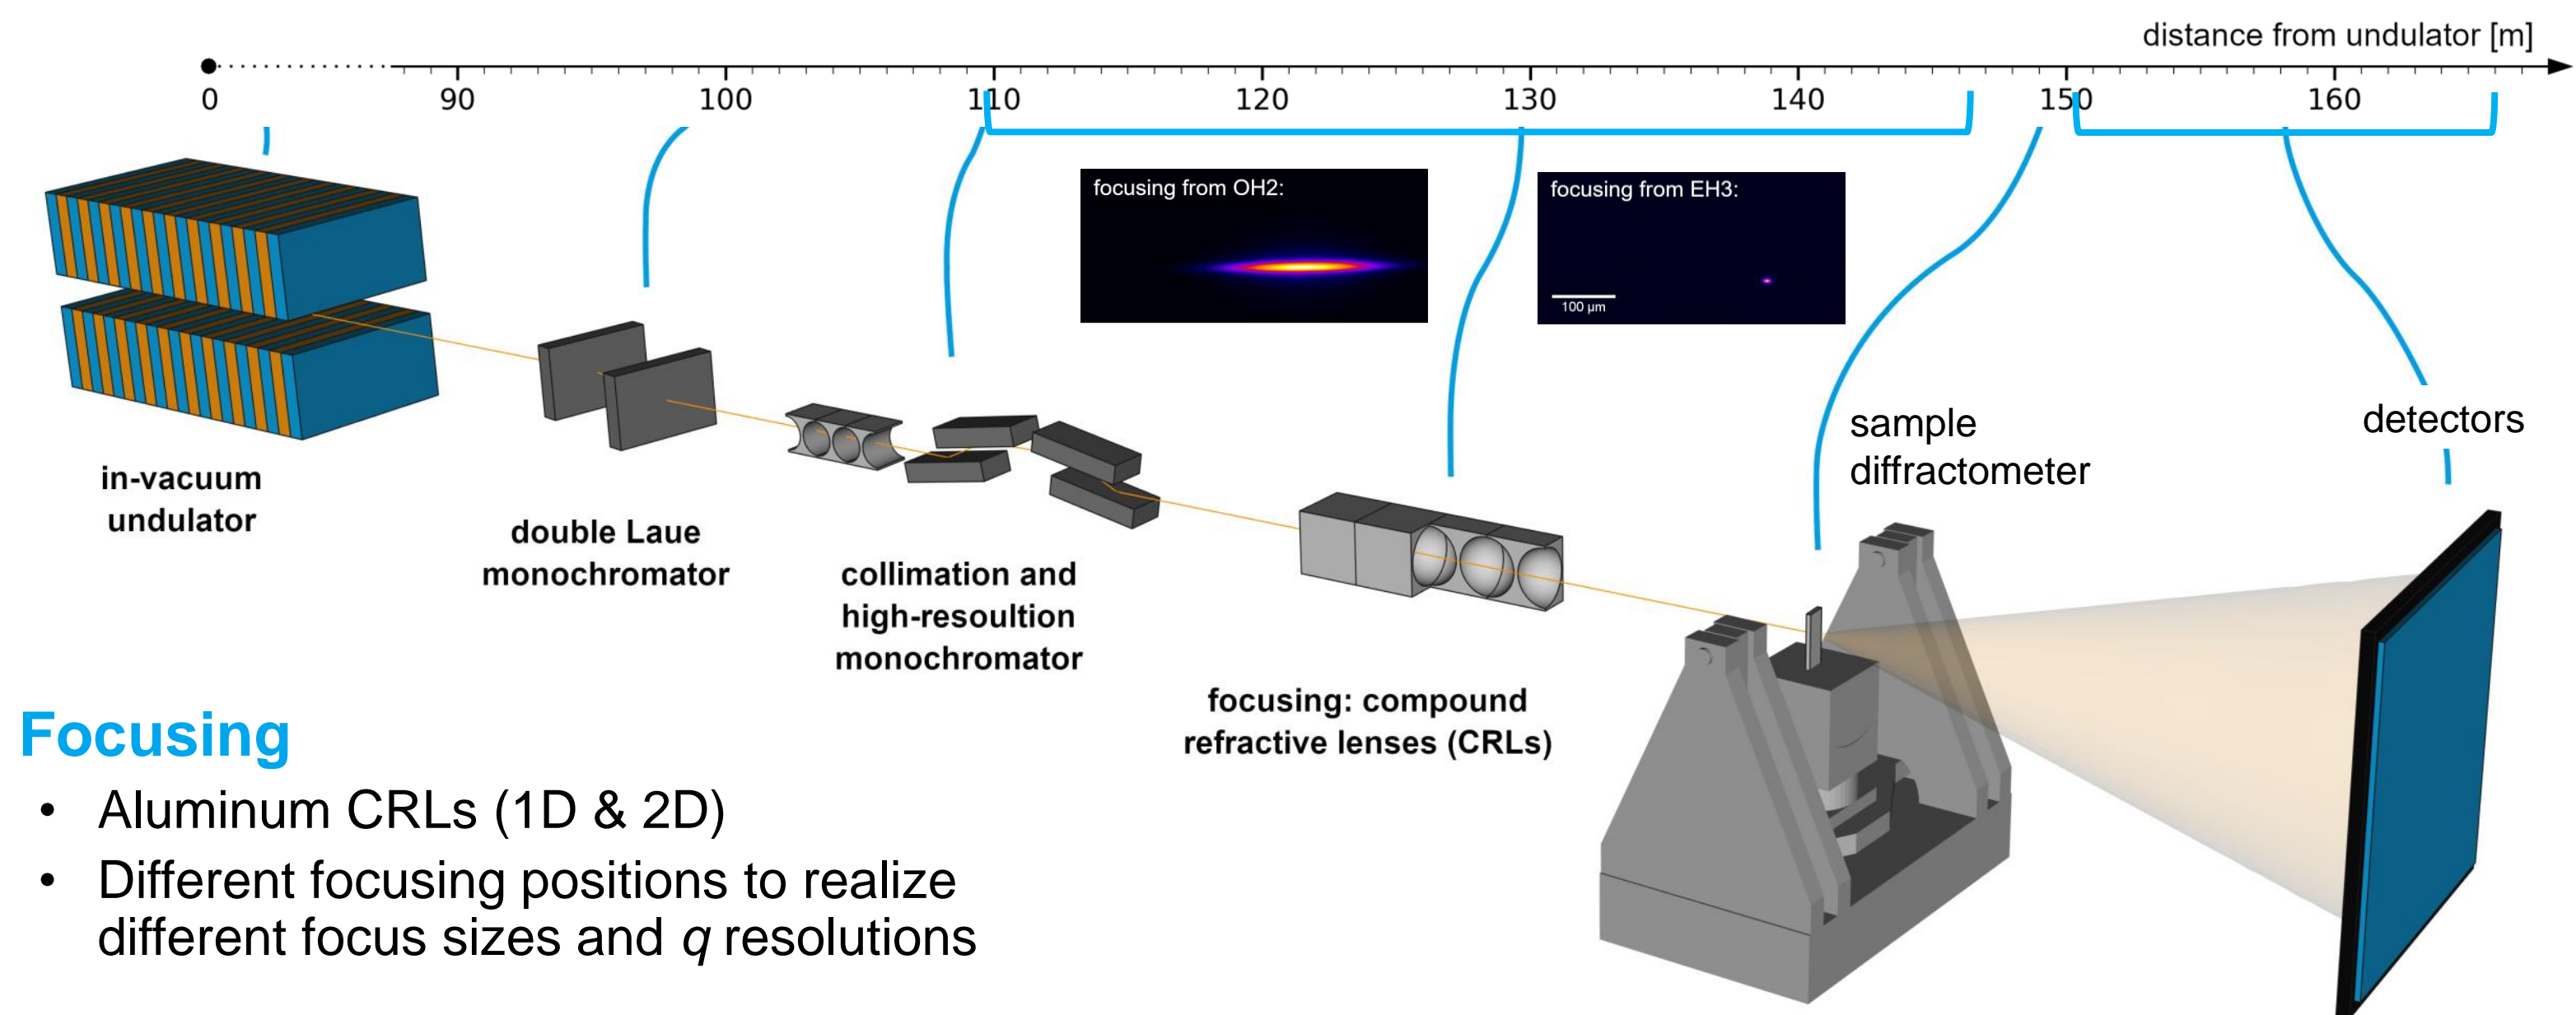 distance from undulator [m]
0 90 100 110 120 130 140 150 160
focusing from OH2:
focusing from EH3:
100 µm
sample
diffractometer
detectors
in-vacuum
undulator
double Laue
monochromator
collimation and
high-resoultion
monochromator
focusing: compound
refractive lenses (CRLs)
Focusing
• Aluminum CRLs (1D & 2D)
• Different focusing positions to realize
different focus sizes and q resolutions